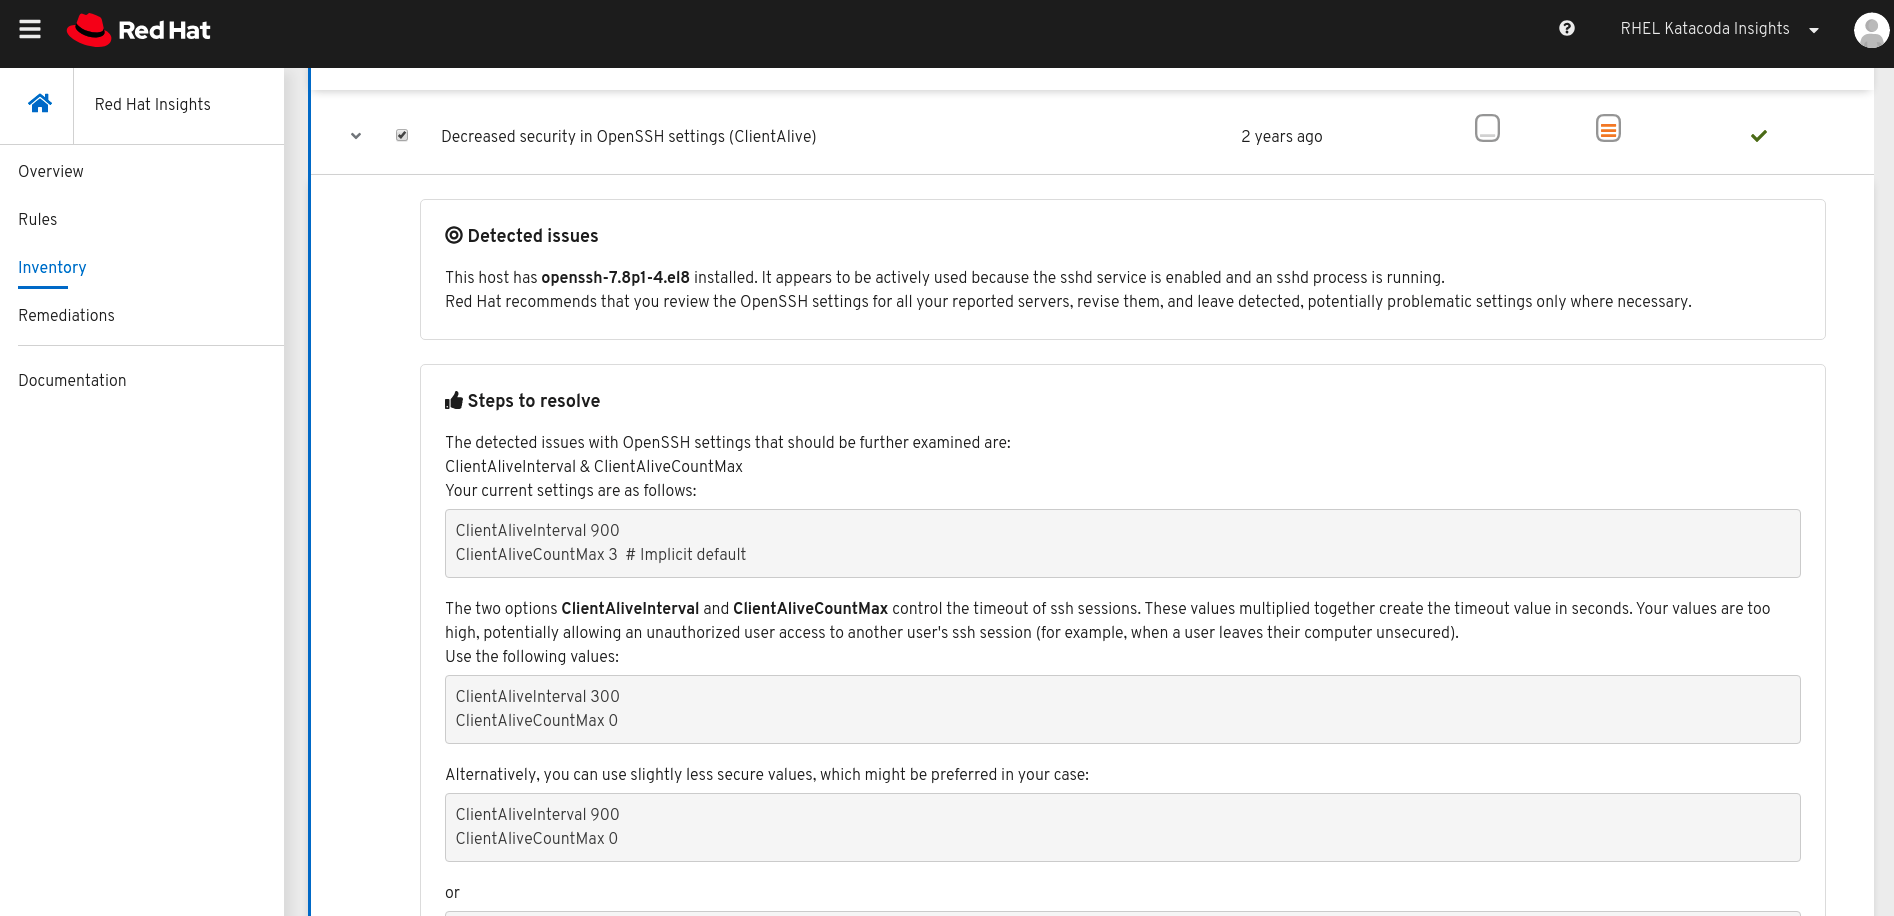 Red Hat
RHEL Katacoda Insights
Red Hat Insights
Overview
Rules
Inventory
Remediations
Documentation
Decreased security in OpenSSH settings (ClientAlive)
2 years ago
Detected issues
This host has openssh-7.8p1-4.el8 installed. It appears to be actively used because the sshd service is enabled and an sshd process is running.
Red Hat recommends that you review the OpenSSH settings for all your reported servers, revise them, and leave detected, potentially problematic settings only where necessary.
Steps to resolve
The detected issues with OpenSSH settings that should be further examined are:
ClientAliveInterval & ClientAliveCountMax
Your current settings are as follows:
ClientAliveInterval 900
ClientAliveCountMax 3  # Implicit default
The two options ClientAliveInterval and ClientAliveCountMax control the timeout of ssh sessions. These values multiplied together create the timeout value in seconds. Your values are too
high, potentially allowing an unauthorized user access to another user's ssh session (for example, when a user leaves their computer unsecured).
Use the following values:
ClientAliveInterval 300
ClientAliveCountMax 0
Alternatively, you can use slightly less secure values, which might be preferred in your case:
ClientAliveInterval 900
ClientAliveCountMax 0
or